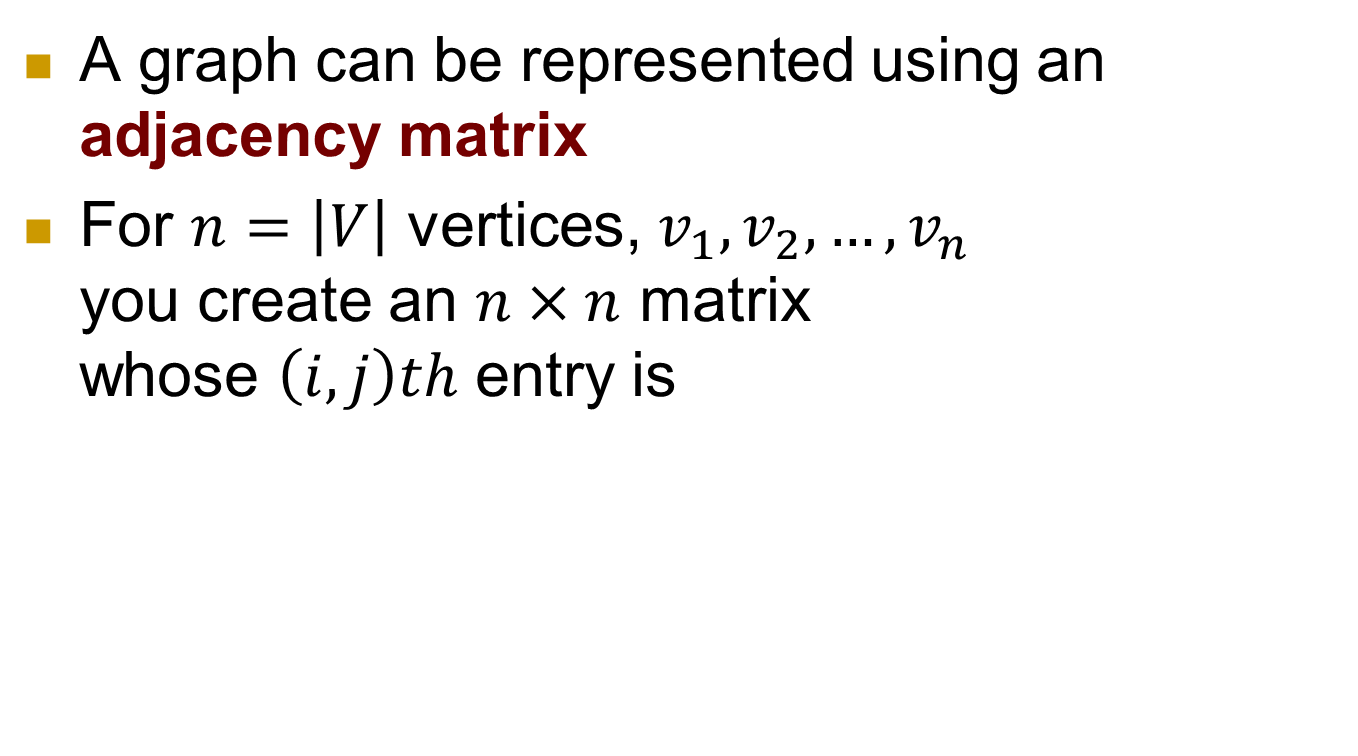 A graph can be represented using an
adjacency matrix
For n = |V| vertices, v₁, v₂, … , vₙ
you create an n × n matrix
whose (i, j)th entry is